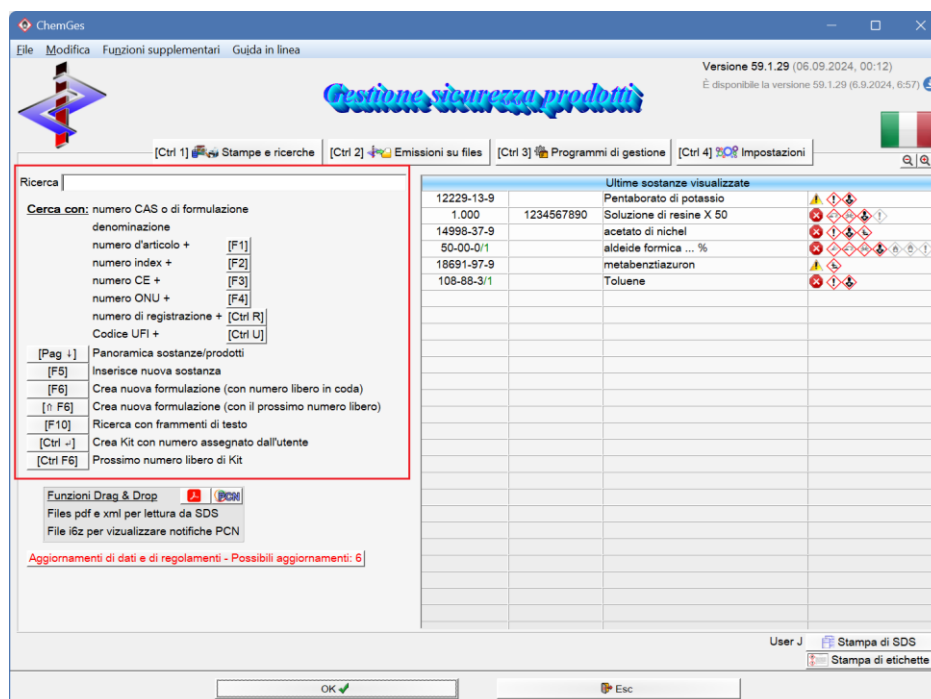 ChemGes
File Modifica Funzioni supplementari Guida in linea
Versione 59.1.29 (06.09.2024, 00:12)
È disponibile la versione 59.1.29 (6.9.2024, 6:57)
Gestione sicurezza prodotti
[Ctrl 1] Stampe e ricerche [Ctrl 2] Emissioni su files [Ctrl 3] Programmi di gestione [Ctrl 4] Impostazioni
Ricerca
Cerca con: numero CAS o di formulazione
denominazione
numero d'articolo + [F1]
numero index + [F2]
numero CE + [F3]
numero ONU + [F4]
numero di registrazione + [Ctrl R]
Codice UFI + [Ctrl U]
[Pag ↓] Panoramica sostanze/prodotti
[F5] Inserisce nuova sostanza
[F6] Crea nuova formulazione (con numero libero in coda)
[⇑ F6] Crea nuova formulazione (con il prossimo numero libero)
[F10] Ricerca con frammenti di testo
[Ctrl ↵] Crea Kit con numero assegnato dall'utente
[Ctrl F6] Prossimo numero libero di Kit
Ultime sostanze visualizzate
12229-13-9 Pentaborato di potassio
1.000 1234567890 Soluzione di resine X 50
14998-37-9 acetato di nichel
50-00-0/1 aldeide formica ... %
18691-97-9 metabenztiazuron
108-88-3/1 Toluene
Funzioni Drag & Drop PCN
Files pdf e xml per lettura da SDS
File i6z per vizualizzare notifiche PCN
Aggiornamenti di dati e di regolamenti - Possibili aggiornamenti: 6
User J Stampa di SDS
Stampa di etichette
OK Esc